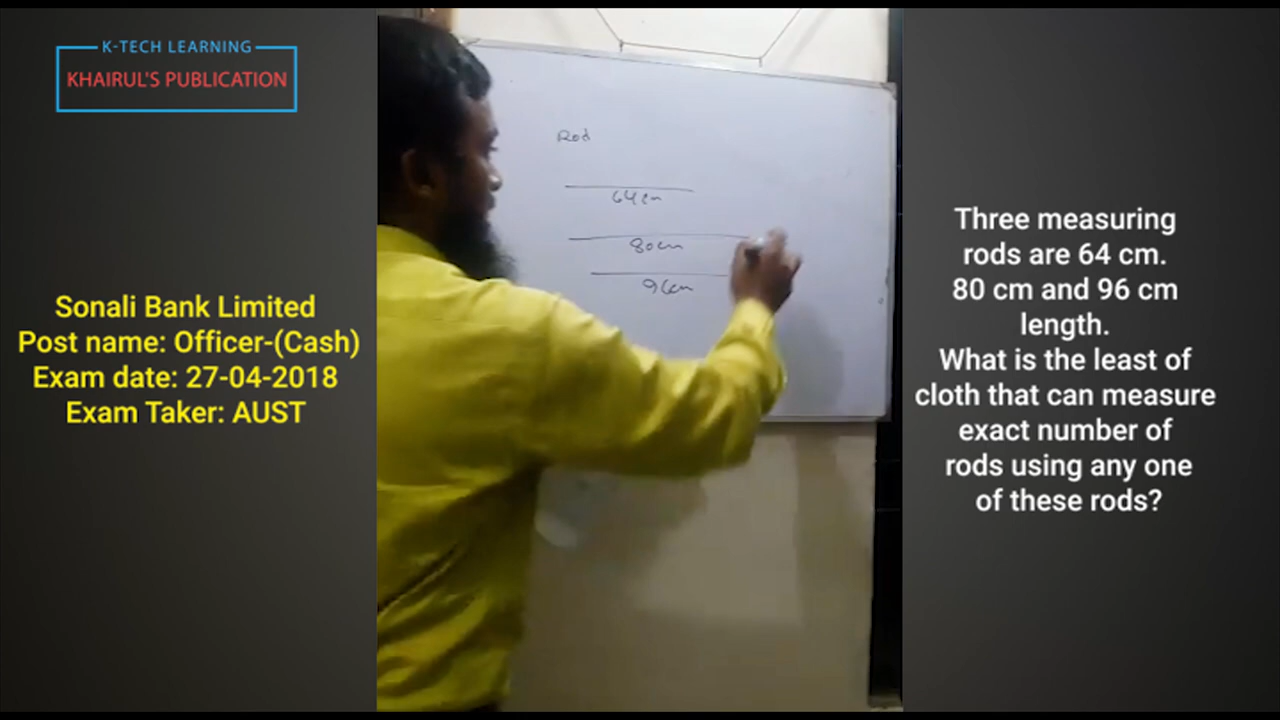 K-TECH LEARNING
KHAIRUL'S PUBLICATION
Sonali Bank Limited
Post name: Officer-(Cash)
Exam date: 27-04-2018
Exam Taker: AUST
Rod
64cm
80cm
96cm
Three measuring
rods are 64 cm.
80 cm and 96 cm
length.
What is the least of
cloth that can measure
exact number of
rods using any one
of these rods?